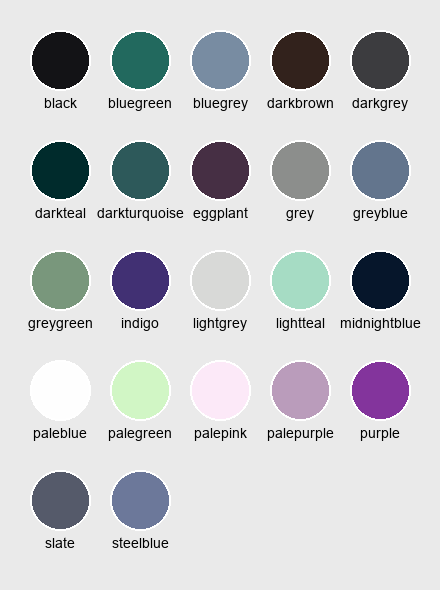 black bluegreen bluegrey darkbrown darkgrey
darkteal darkturquoise eggplant grey greyblue
greygreen indigo lightgrey lightteal midnightblue
paleblue palegreen palepink palepurple purple
slate steelblue